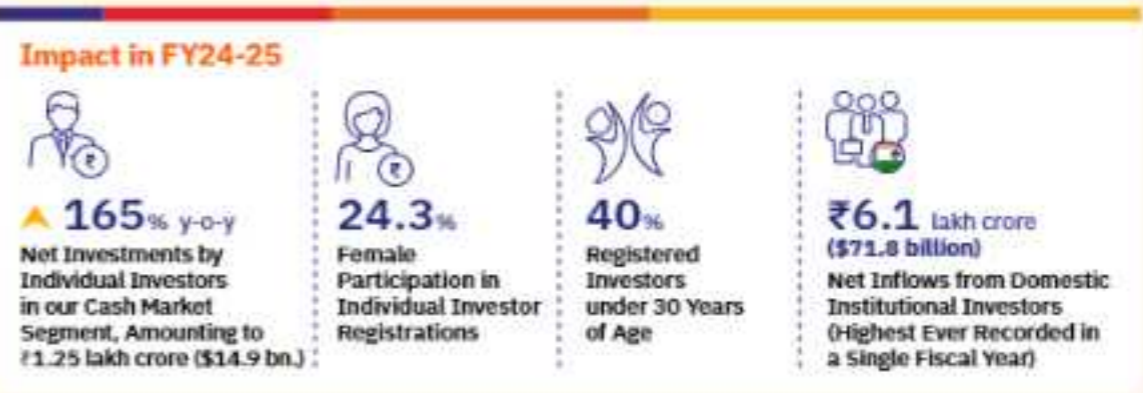 Impact in FY24-25
165% y-o-y
Net Investments by
Individual Investors
in our Cash Market
Segment, Amounting to
₹1.25 lakh crore ($14.9 bn.)
24.3%
Female
Participation in
Individual Investor
Registrations
40%
Registered
Investors
under 30 Years
of Age
₹6.1 lakh crore
($71.8 billion)
Net Inflows from Domestic
Institutional Investors
(Highest Ever Recorded in
a Single Fiscal Year)